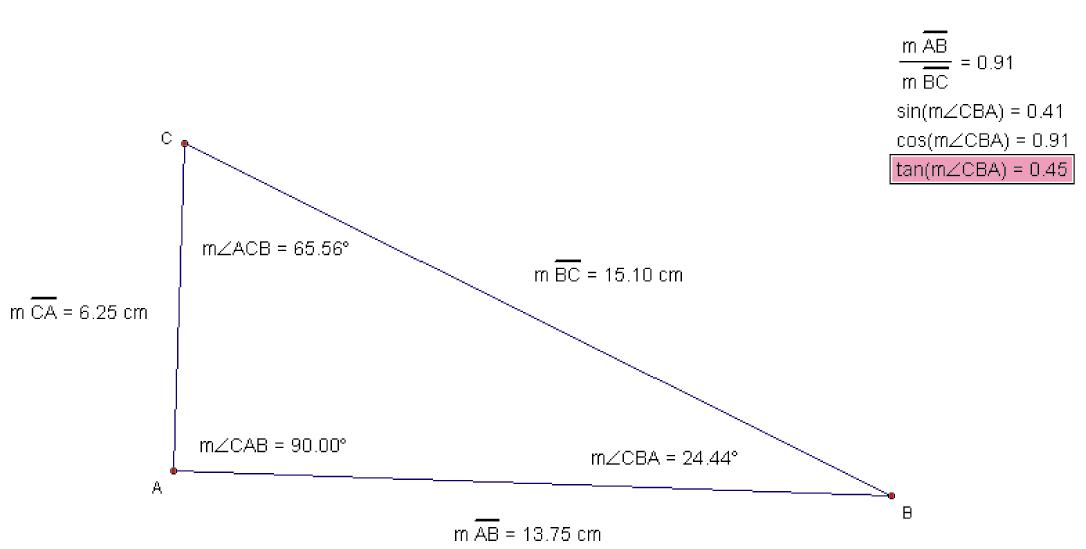 m AB
m BC
= 0.91
sin(m∠CBA) = 0.41
cos(m∠CBA) = 0.91
tan(m∠CBA) = 0.45
C
m∠ACB = 65.56°
m BC = 15.10 cm
m CA = 6.25 cm
m∠CAB = 90.00°
m∠CBA = 24.44°
A
B
m AB = 13.75 cm